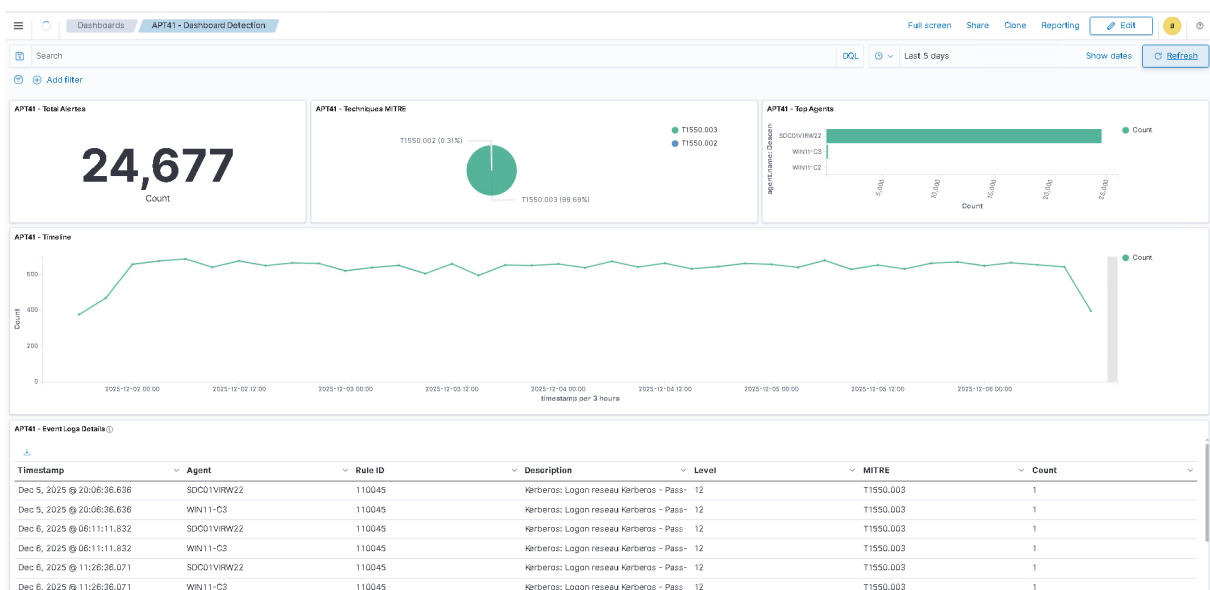 Dashboards APT41 - Dashboard Detection Full screen Share Clone Reporting Edit a
Search DQL Last 5 days Show dates Refresh
Add filter
APT41 - Total Alertes
24,677
Count
APT41 - Techniques MITRE
T1550.002 (0.31%)
T1550.003 (99.69%)
T1550.003
T1550.002
APT41 - Top Agents
agent.name: Descen
SDC01VIRW22
WIN11-C3
WIN11-C2
5,000 10,000 15,000 20,000 25,000
Count
Count
APT41 - Timeline
Count
600
400
200
0
2025-12-02 00:00 2025-12-02 12:00 2025-12-03 00:00 2025-12-03 12:00 2025-12-04 00:00 2025-12-04 12:00 2025-12-05 00:00 2025-12-05 12:00 2025-12-06 00:00
timestamp per 3 hours
Count
APT41 - Event Logs Details
Timestamp Agent Rule ID Description Level MITRE Count
Dec 5, 2025 @ 20:06:36.636 SDC01VIRW22 110045 Kerberos: Logon reseau Kerberos - Pass- 12 T1550.003 1
Dec 5, 2025 @ 20:06:36.636 WIN11-C3 110045 Kerberos: Logon reseau Kerberos - Pass- 12 T1550.003 1
Dec 6, 2025 @ 06:11:11.832 SDC01VIRW22 110045 Kerberos: Logon reseau Kerberos - Pass- 12 T1550.003 1
Dec 6, 2025 @ 06:11:11.832 WIN11-C3 110045 Kerberos: Logon reseau Kerberos - Pass- 12 T1550.003 1
Dec 6, 2025 @ 11:26:36.071 SDC01VIRW22 110045 Kerberos: Logon reseau Kerberos - Pass- 12 T1550.003 1
Dec 6, 2025 @ 11:26:36.071 WIN11-C3 110045 Kerberos: Logon reseau Kerberos - Pass- 12 T1550.003 1